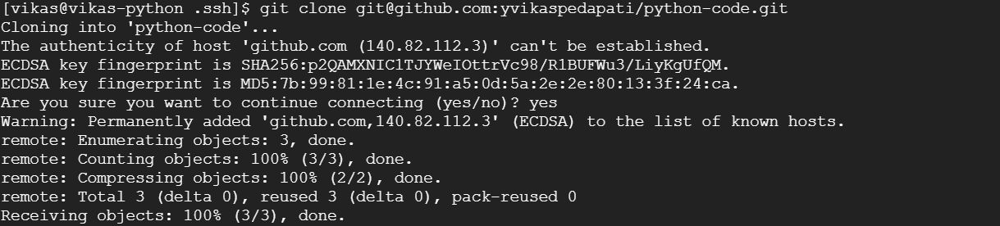 [vikas@vikas-python .ssh]$ git clone git@github.com:yvikaspedapati/python-code.git
Cloning into 'python-code'...
The authenticity of host 'github.com (140.82.112.3)' can't be established.
ECDSA key fingerprint is SHA256:p2QAMXNIC1TJYWeIOttrVc98/R1BUFWu3/LiyKgUfQM.
ECDSA key fingerprint is MD5:7b:99:81:1e:4c:91:a5:0d:5a:2e:2e:80:13:3f:24:ca.
Are you sure you want to continue connecting (yes/no)? yes
Warning: Permanently added 'github.com,140.82.112.3' (ECDSA) to the list of known hosts.
remote: Enumerating objects: 3, done.
remote: Counting objects: 100% (3/3), done.
remote: Compressing objects: 100% (2/2), done.
remote: Total 3 (delta 0), reused 3 (delta 0), pack-reused 0
Receiving objects: 100% (3/3), done.